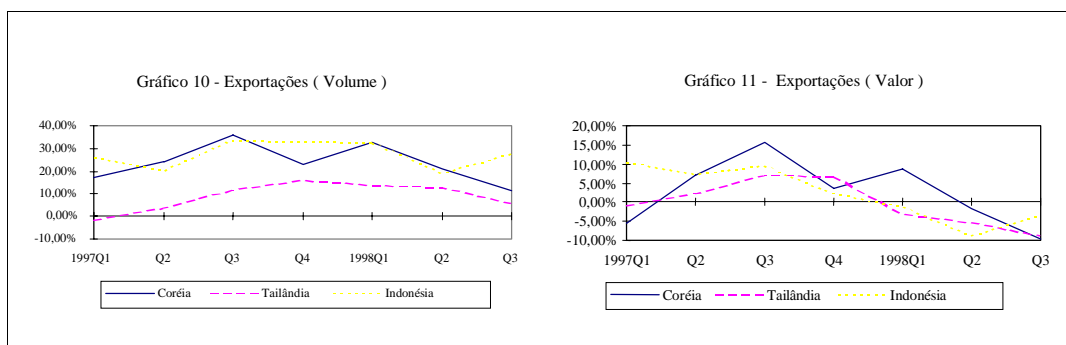 Gráfico 10 - Exportações ( Volume )
40,00%
30,00%
20,00%
10,00%
0,00%
-10,00%
1997Q1 Q2 Q3 Q4 1998Q1 Q2 Q3
Coréia Tailândia Indonésia
Gráfico 11 - Exportações ( Valor )
20,00%
15,00%
10,00%
5,00%
0,00%
-5,00%
-10,00%
1997Q1 Q2 Q3 Q4 1998Q1 Q2 Q3
Coréia Tailândia Indonésia